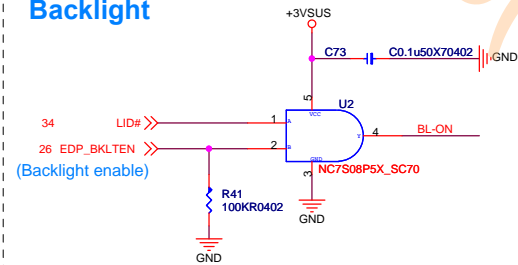 Backlight
+3VSUS
C73
C0.1u50X70402
GND
5
VCC
U2
34
LID#
1
A
Y
4
BL-ON
26
EDP_BKLTEN
2
B
(Backlight enable)
GND
3
NC7S08P5X_SC70
R41
100KR0402
GND
GND